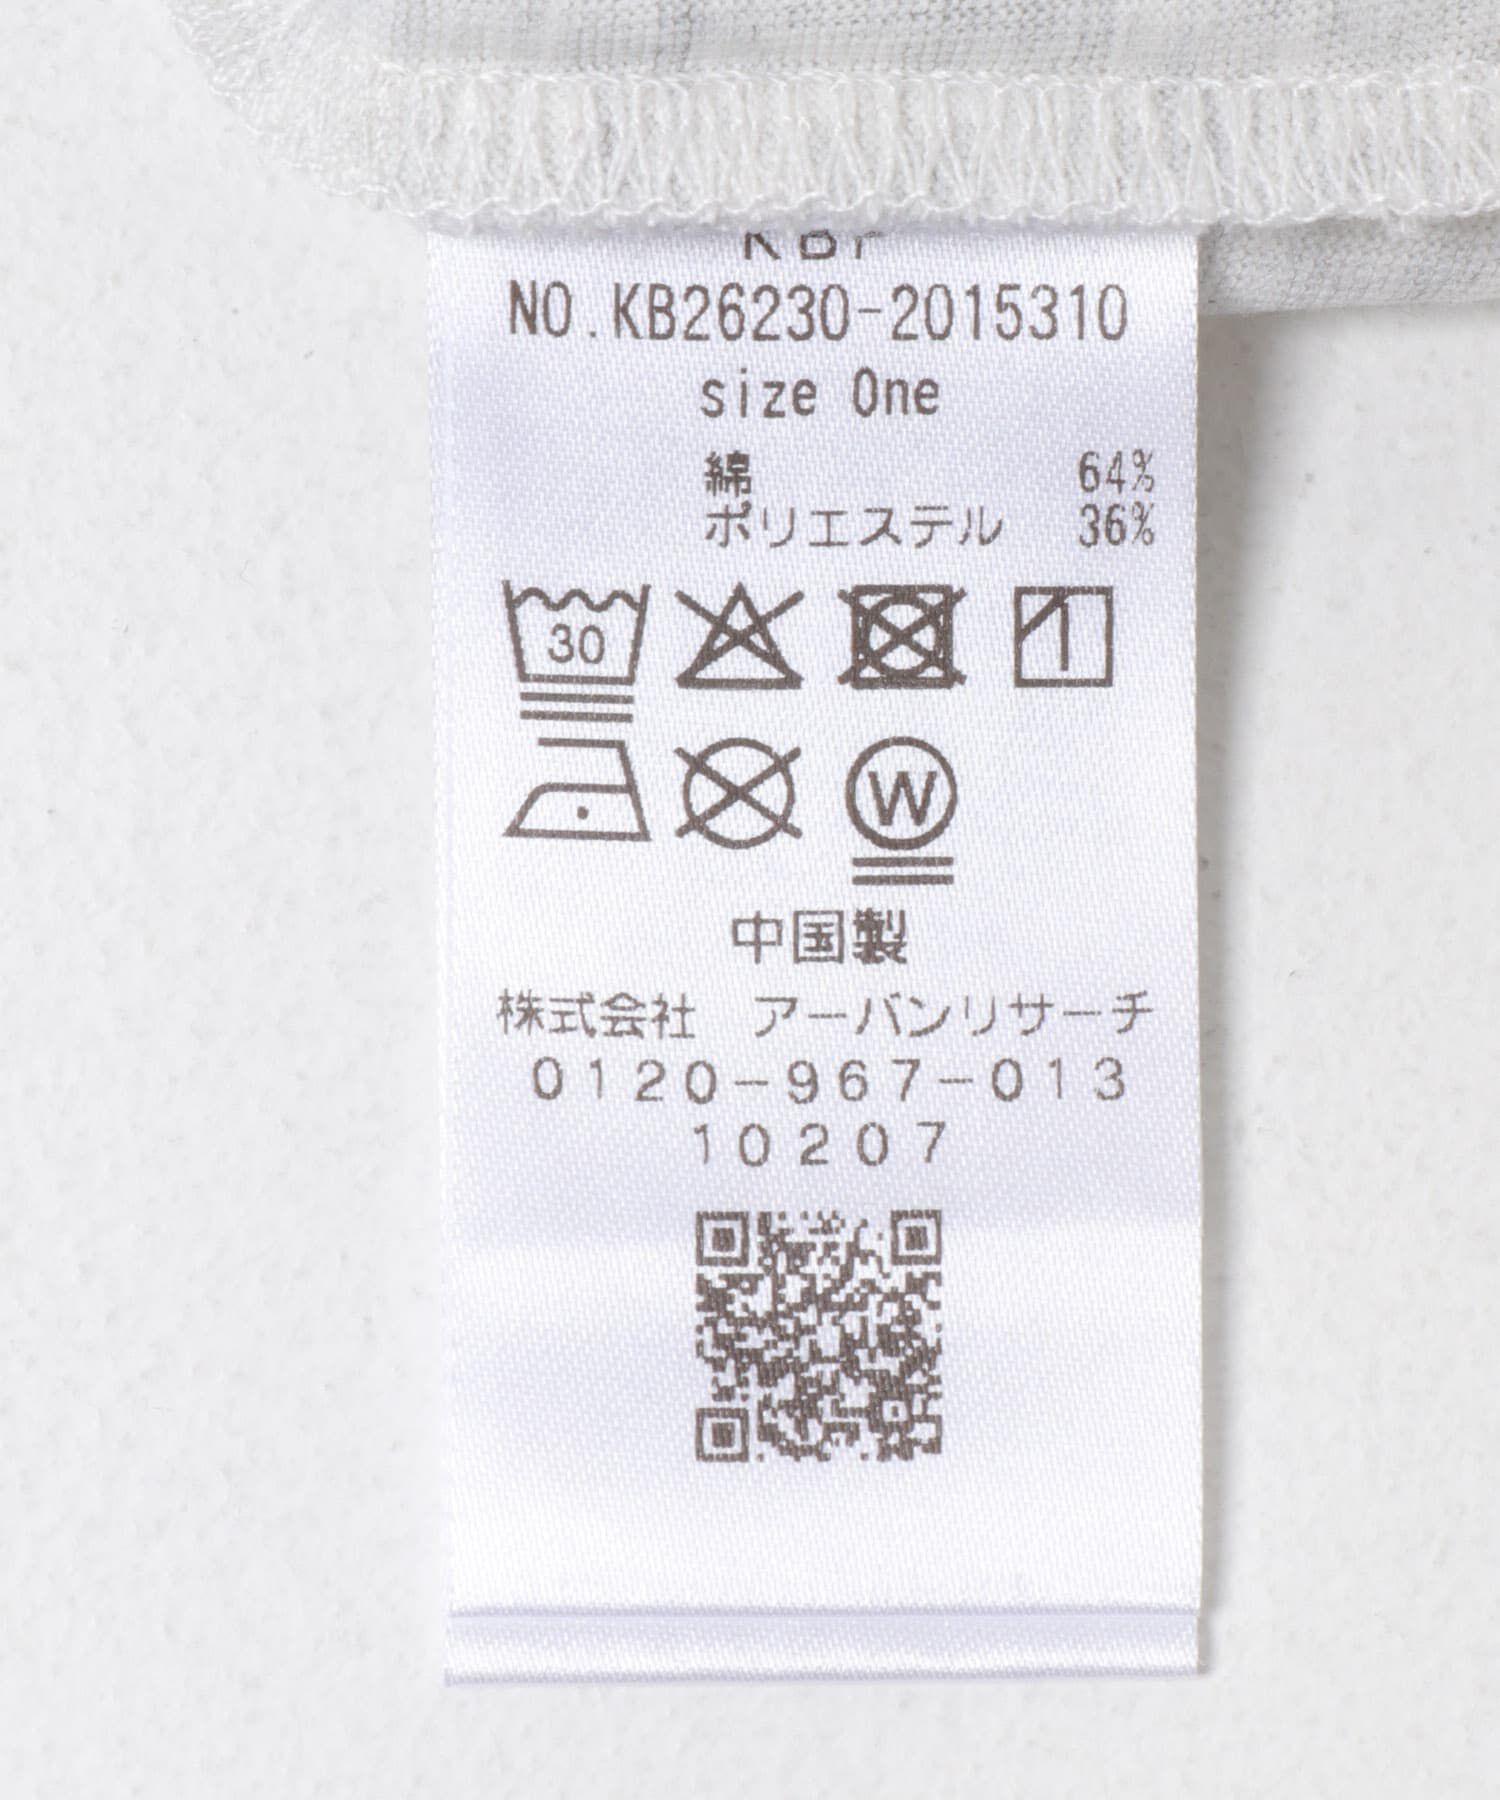 KBF
NO.KB26230-2015310
size One
綿 64%
ポリエステル 36%
30
W
中国製
株式会社 アーバンリサーチ
0120-967-013
10207